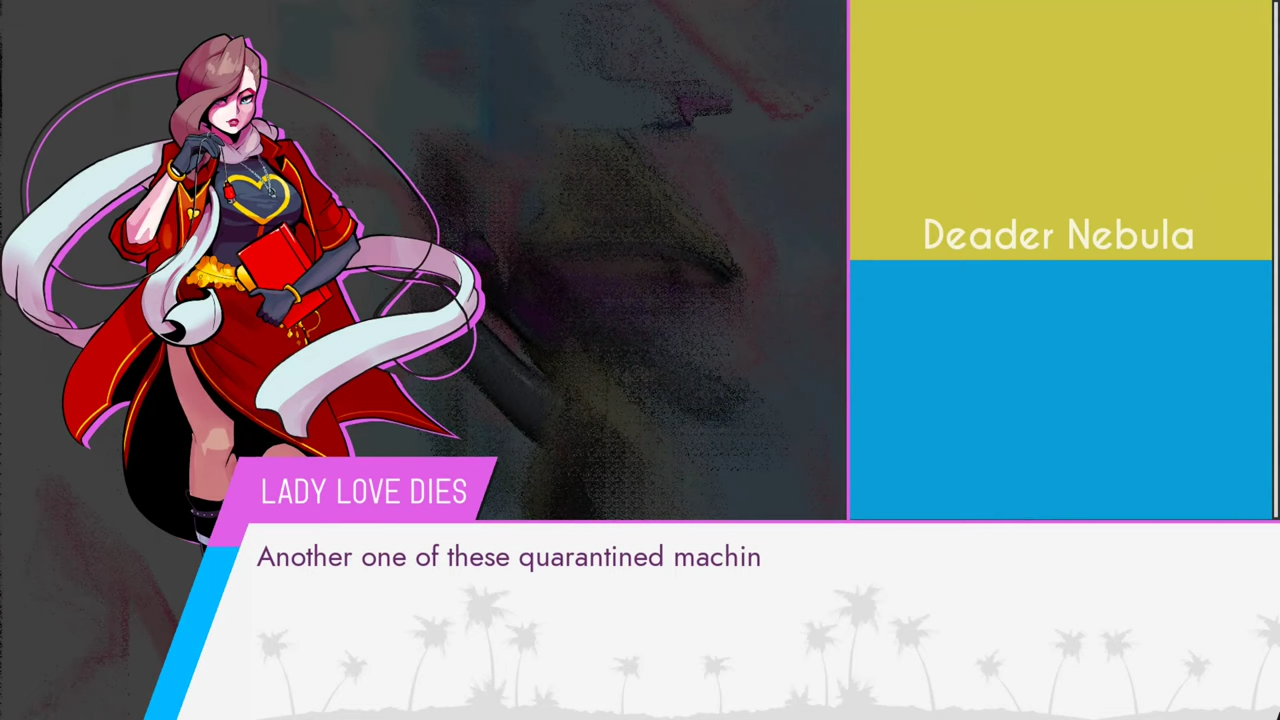 Deader Nebula
LADY LOVE DIES
Another one of these quarantined machin